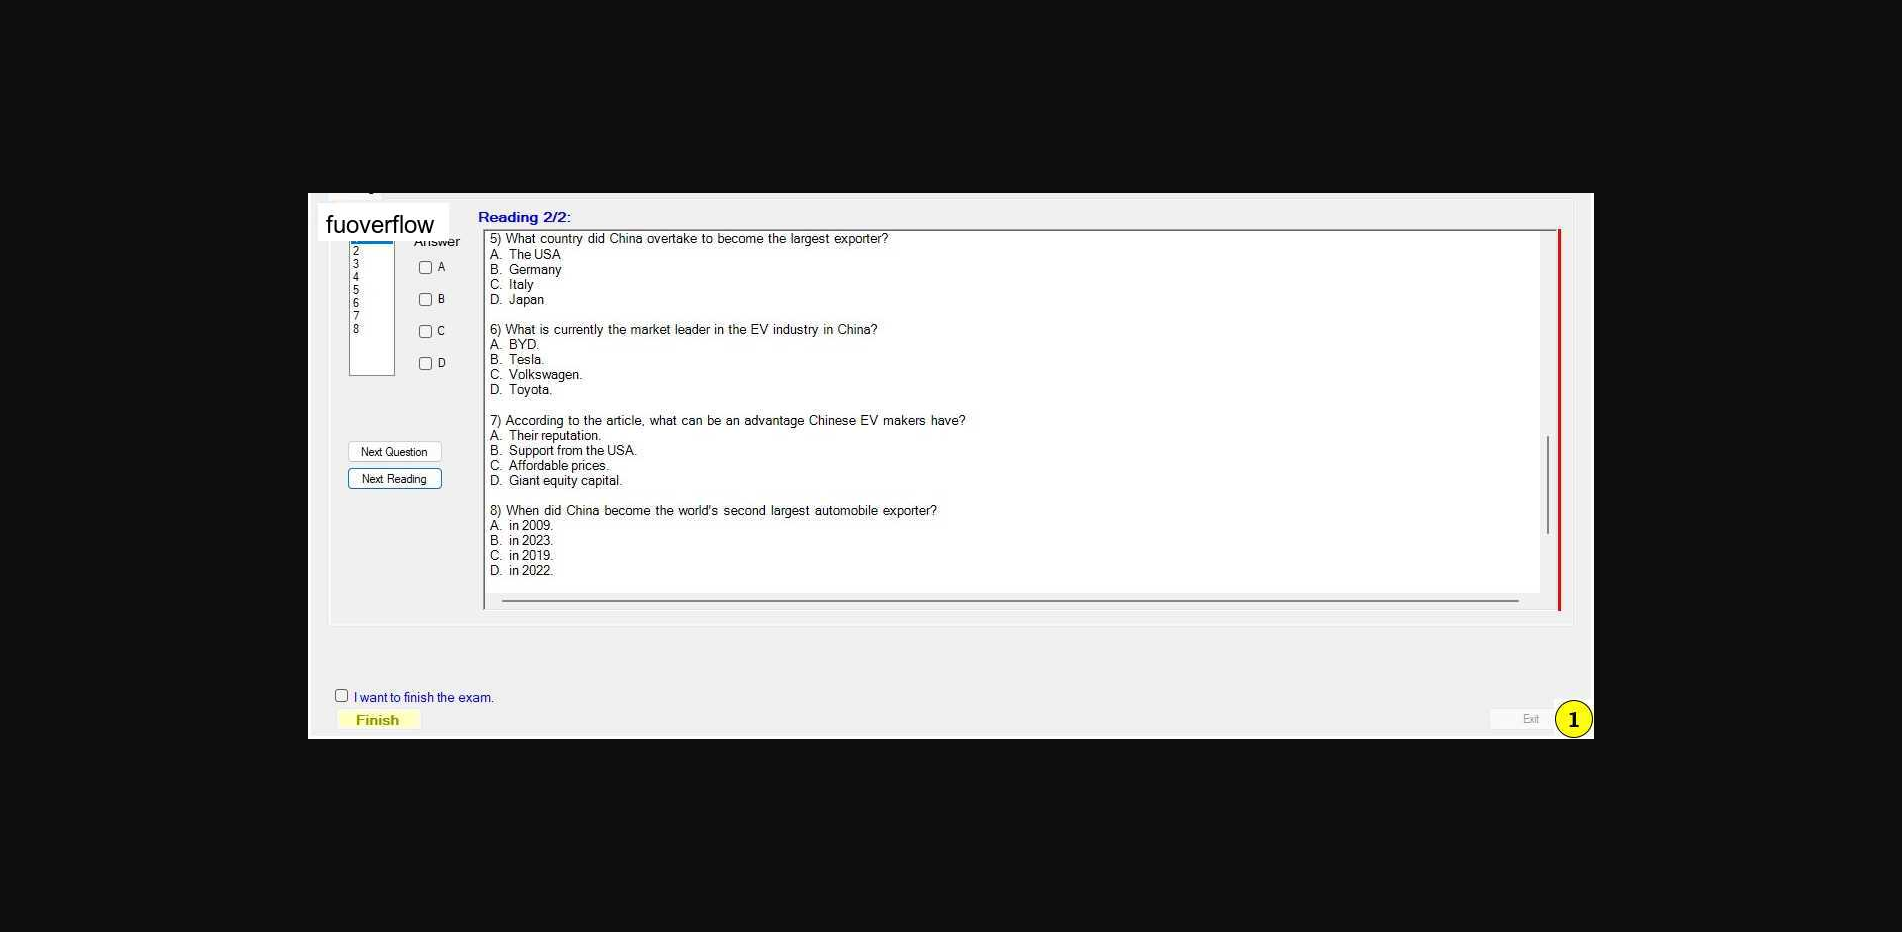 fuoverflow
Reading 2/2:
Answer
2
3
4
5
6
7
8
A
B
C
D
Next Question
Next Reading
5) What country did China overtake to become the largest exporter?
A. The USA
B. Germany
C. Italy
D. Japan
6) What is currently the market leader in the EV industry in China?
A. BYD.
B. Tesla.
C. Volkswagen.
D. Toyota.
7) According to the article, what can be an advantage Chinese EV makers have?
A. Their reputation.
B. Support from the USA.
C. Affordable prices.
D. Giant equity capital.
8) When did China become the world's second largest automobile exporter?
A. in 2009.
B. in 2023.
C. in 2019.
D. in 2022.
I want to finish the exam.
Finish
Exit
1